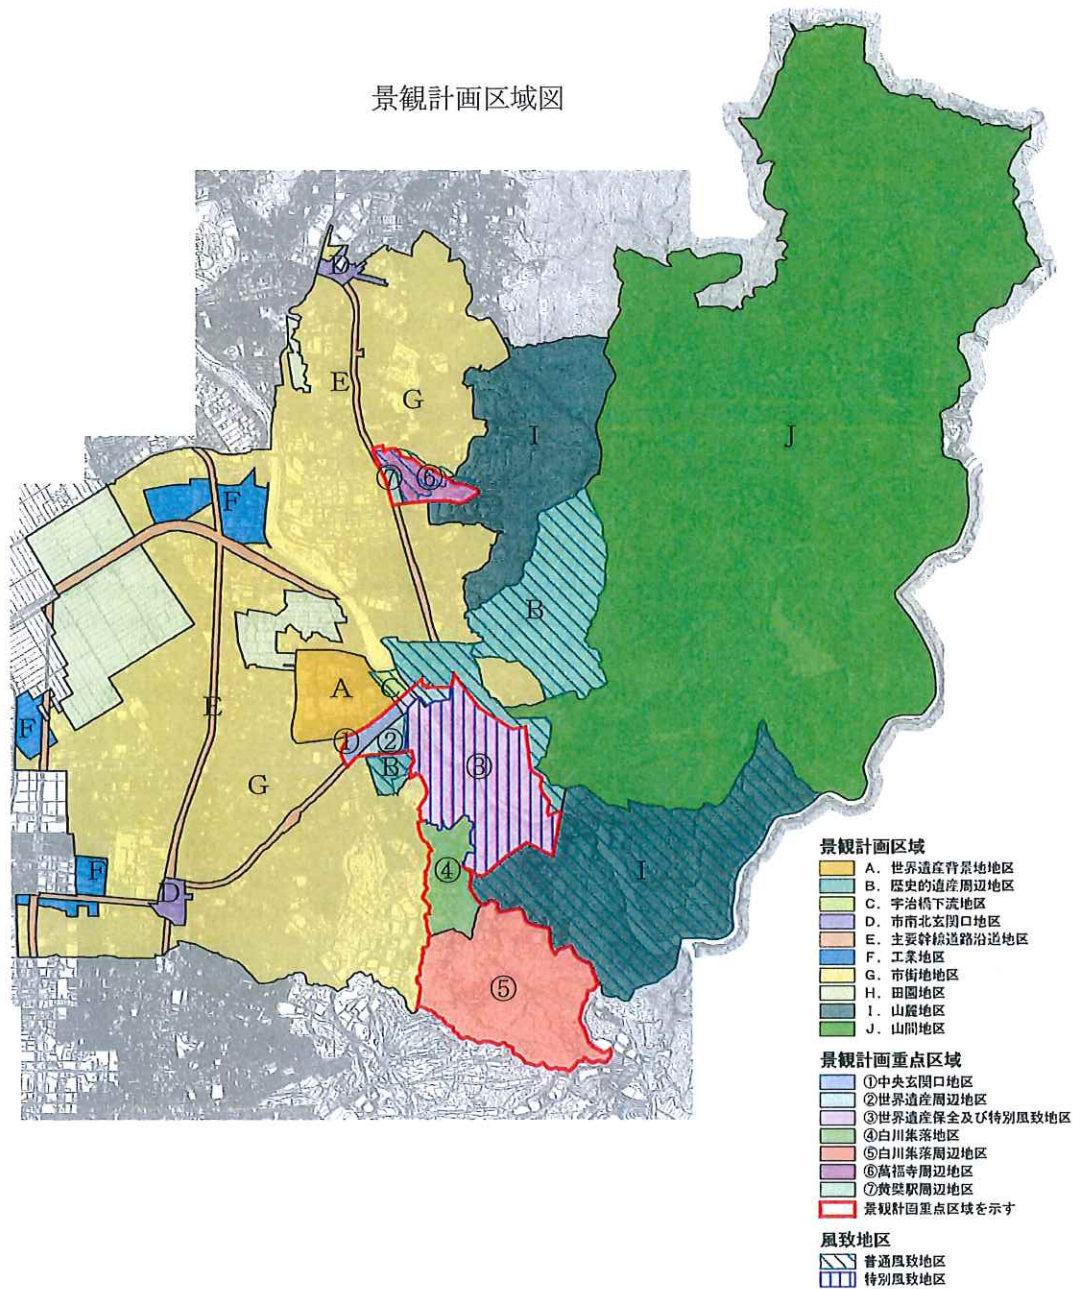 景観計画区域図
D
E
G
I
J
⑦
⑥
F
B
A
C
E
F
①
②
B
③
G
④
I
F
D
⑤
景観計画区域
A. 世界遺産背景地地区
B. 歴史的遺産周辺地区
C. 宇治橋下流地区
D. 市南北玄関口地区
E. 主要幹線道路沿道地区
F. 工業地区
G. 市街地地区
H. 田園地区
I. 山麓地区
J. 山間地区
景観計画重点区域
①中央玄関口地区
②世界遺産周辺地区
③世界遺産保全及び特別風致地区
④白川集落地区
⑤白川集落周辺地区
⑥萬福寺周辺地区
⑦黄檗駅周辺地区
景観計画重点区域を示す
風致地区
普通風致地区
特別風致地区